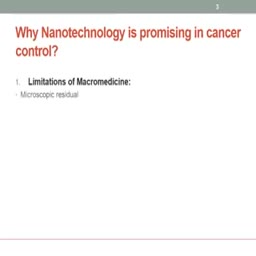 3
Why Nanotechnology is promising in cancer
control?
1. Limitations of Macromedicine:
- Microscopic residual